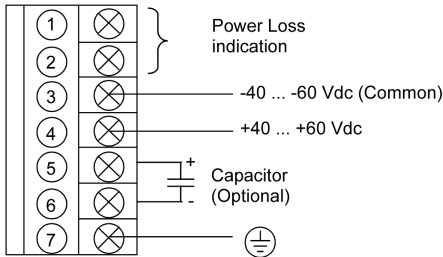 1
Power Loss
indication
2
3
-40 ... -60 Vdc (Common)
4
+40 ... +60 Vdc
5
+
Capacitor
(Optional)
6
-
7